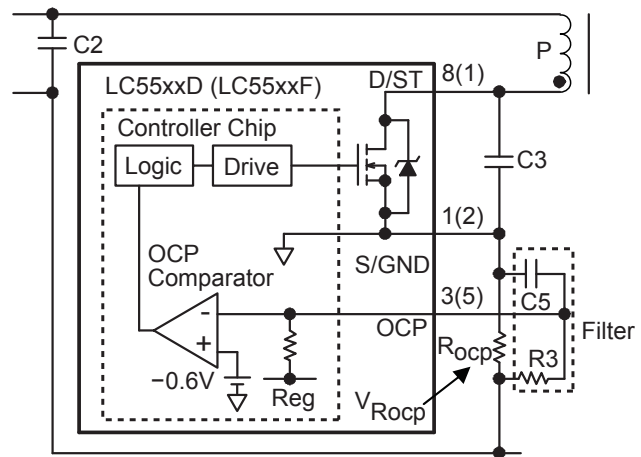 C2
P
LC55xxD (LC55xxF)
D/ST
8(1)
Controller Chip
Logic
Drive
C3
1(2)
S/GND
OCP
Comparator
3(5)
C5
-
OCP
Filter
+
Rocp
R3
−0.6V
Reg
VRocp